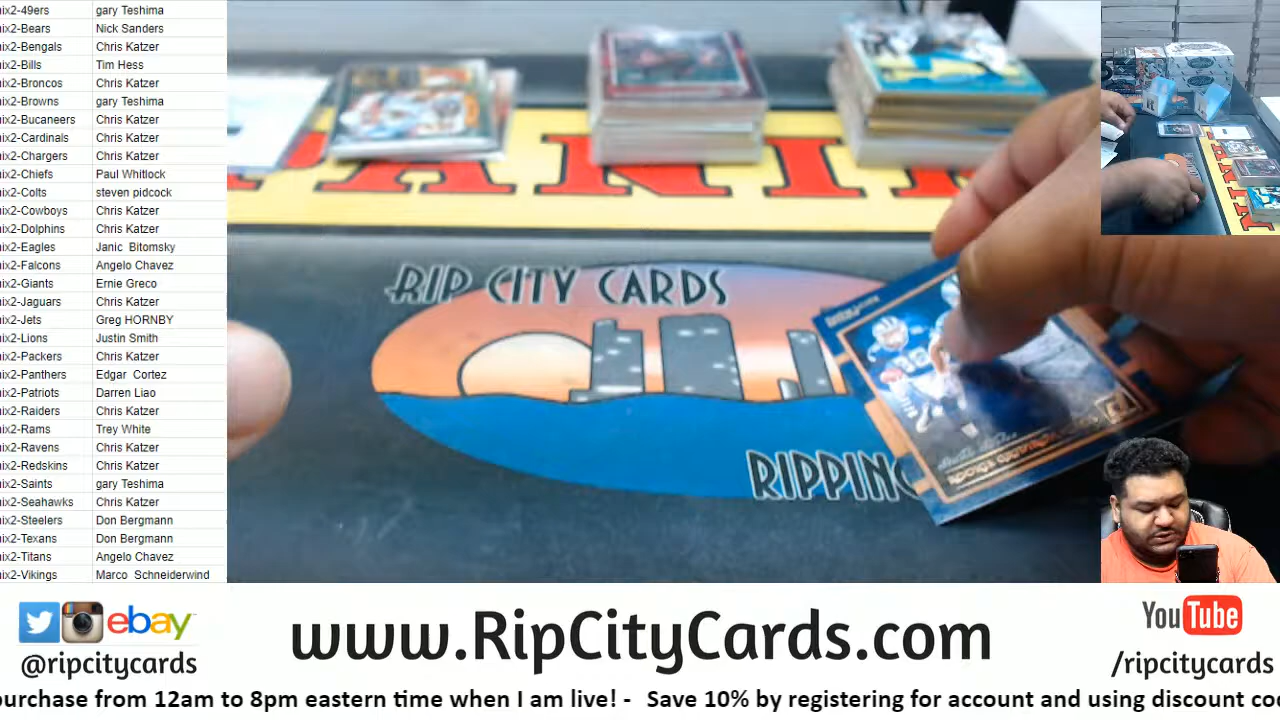 ix2-49ers gary Teshima
ix2-Bears Nick Sanders
ix2-Bengals Chris Katzer
ix2-Bills Tim Hess
ix2-Broncos Chris Katzer
ix2-Browns gary Teshima
ix2-Bucaneers Chris Katzer
ix2-Cardinals Chris Katzer
ix2-Chargers Chris Katzer
ix2-Chiefs Paul Whitlock
ix2-Colts steven pidcock
ix2-Cowboys Chris Katzer
ix2-Dolphins Chris Katzer
ix2-Eagles Janic Bitomsky
ix2-Falcons Angelo Chavez
ix2-Giants Ernie Greco
ix2-Jaguars Chris Katzer
ix2-Jets Greg HORNBY
ix2-Lions Justin Smith
ix2-Packers Chris Katzer
ix2-Panthers Edgar Cortez
ix2-Patriots Darren Liao
ix2-Raiders Chris Katzer
ix2-Rams Trey White
ix2-Ravens Chris Katzer
ix2-Redskins Chris Katzer
ix2-Saints gary Teshima
ix2-Seahawks Chris Katzer
ix2-Steelers Don Bergmann
ix2-Texans Don Bergmann
ix2-Titans Angelo Chavez
ix2-Vikings Marco Schneiderwind
PANINI
RIP CITY CARDS
RIPPING
ebay
@ripcitycards
www.RipCityCards.com
YouTube
/ripcitycards
purchase from 12am to 8pm eastern time when I am live! - Save 10% by registering for account and using discount co